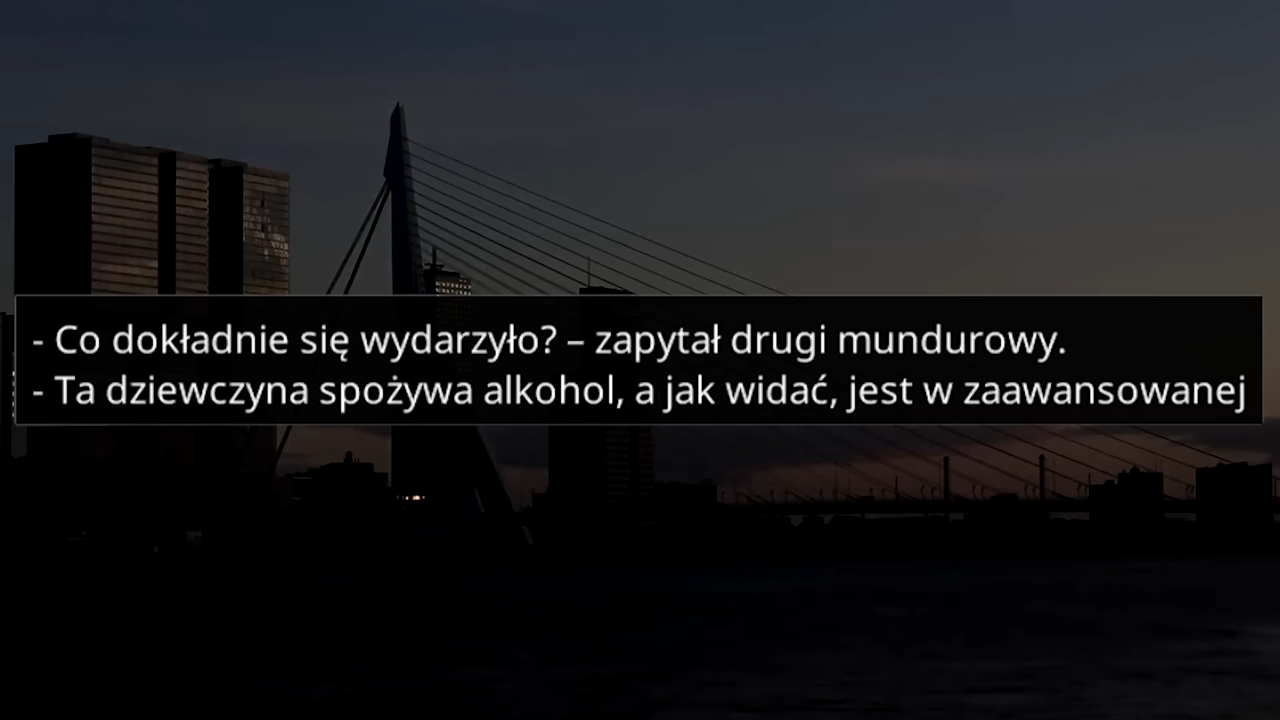 - Co dokładnie się wydarzyło? – zapytał drugi mundurowy.
- Ta dziewczyna spożywa alkohol, a jak widać, jest w zaawansowanej